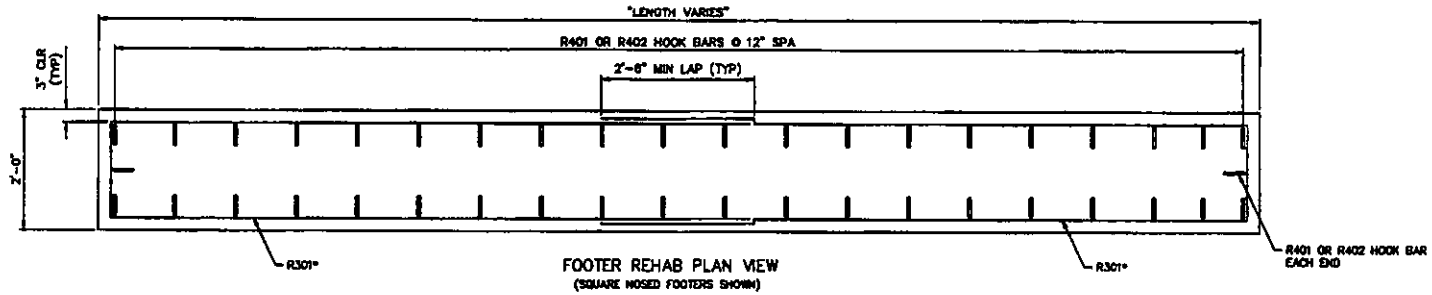 "LENGTH VARIES"
R401 OR R402 HOOK BARS @ 12" SPA
3" CLR
(TYP)
2'-6" MIN LAP (TYP)
2'-0"
R301*
R301*
R401 OR R402 HOOK BAR
EACH END
FOOTER REHAB PLAN VIEW
(SQUARE NOSED FOOTERS SHOWN)